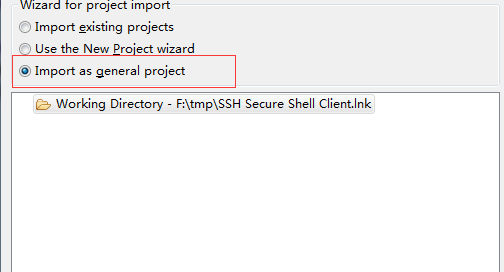 Wizard for project import
Import existing projects
Use the New Project wizard
Import as general project
Working Directory - F:\tmp\SSH Secure Shell Client.lnk